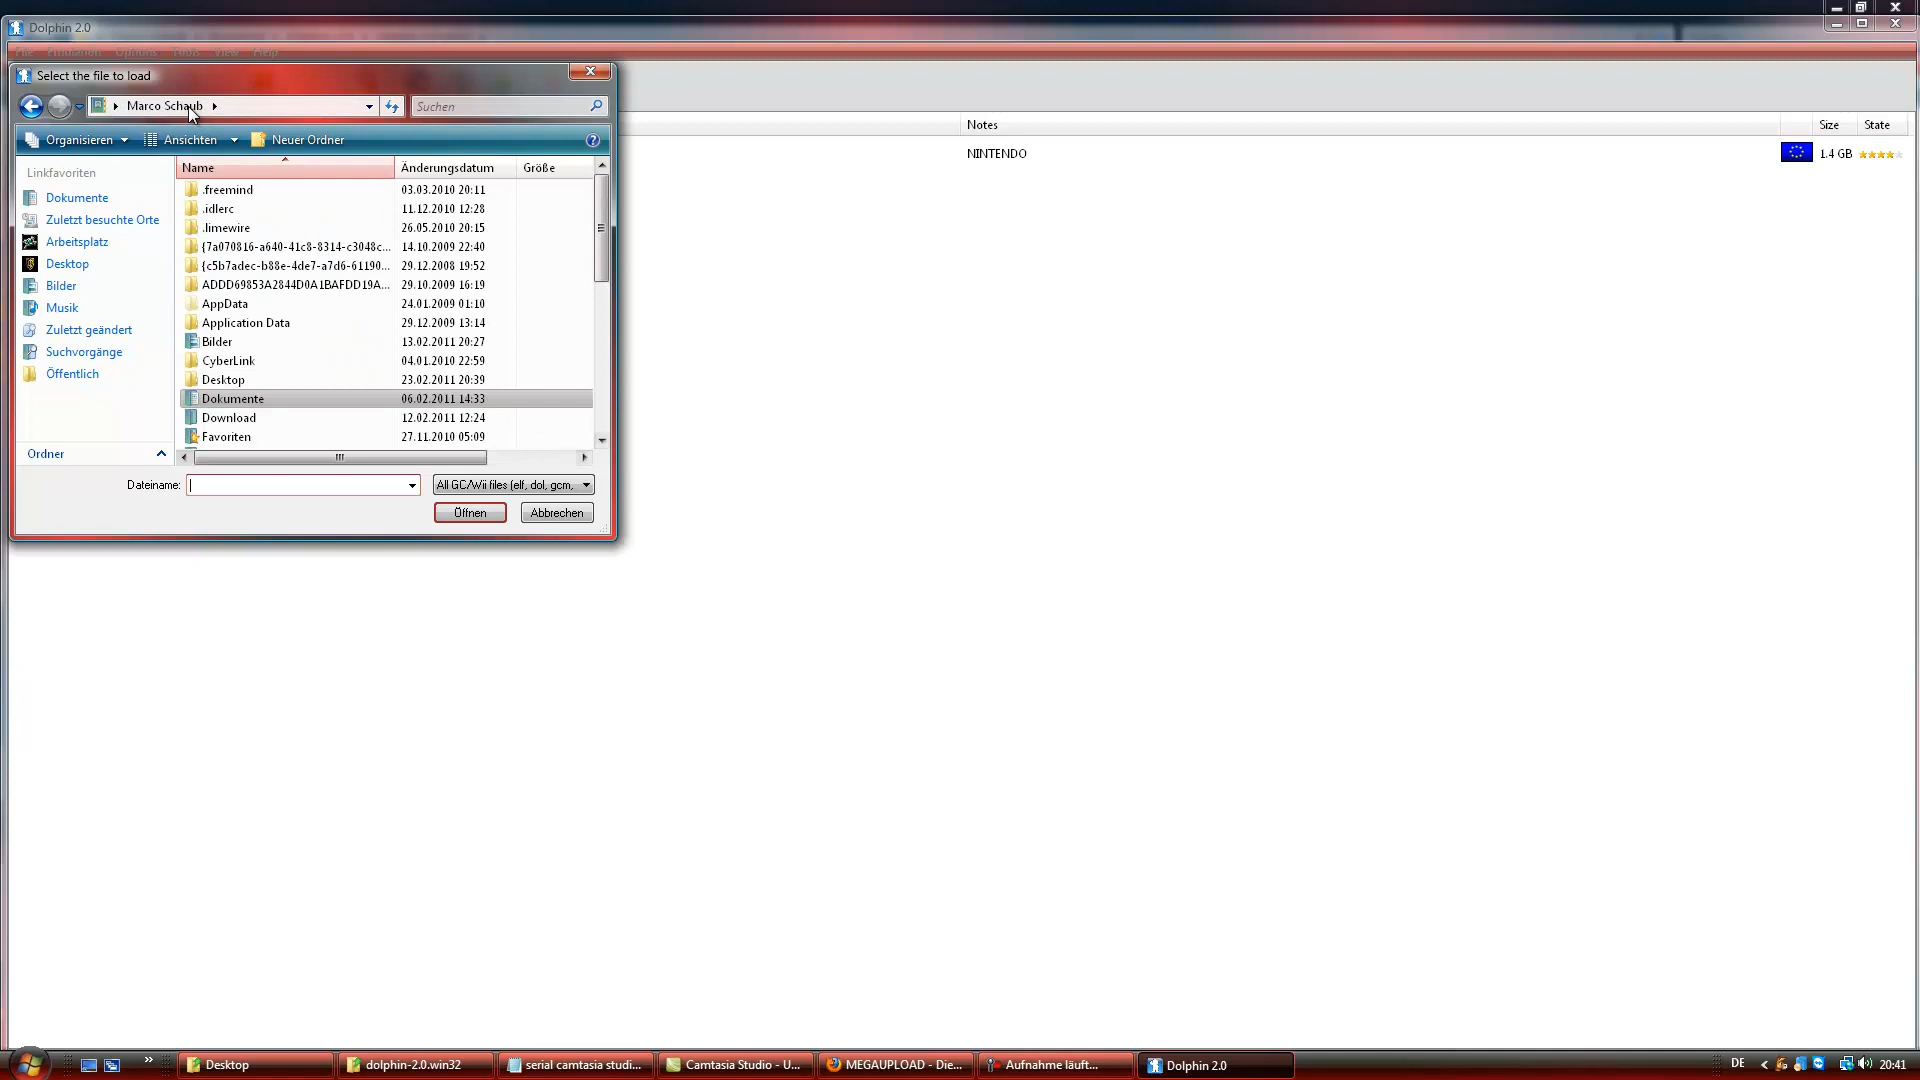 Dolphin 2.0
File Emulation Options Tools View Help
Select the file to load
Marco Schaub
Suchen
Organisieren Ansichten Neuer Ordner
Notes Size State
Linkfavoriten
Name Änderungsdatum Größe
NINTENDO 1.4 GB
Dokumente
Zuletzt besuchte Orte
Arbeitsplatz
Desktop
Bilder
Musik
Zuletzt geändert
Suchvorgänge
Öffentlich
Ordner
.freemind 03.03.2010 20:11
.idlerc 11.12.2010 12:28
.limewire 26.05.2010 20:15
{7a070816-a640-41c8-8314-c3048c... 14.10.2009 22:40
{c5b7adec-b88e-4de7-a7d6-61190... 29.12.2008 19:52
ADDD69853A2844D0A1BAFDD19A... 29.10.2009 16:19
AppData 24.01.2009 01:10
Application Data 29.12.2009 13:14
Bilder 13.02.2011 20:27
CyberLink 04.01.2010 22:59
Desktop 23.02.2011 20:39
Dokumente 06.02.2011 14:33
Download 12.02.2011 12:24
Favoriten 27.11.2010 05:09
Dateiname: All GC/Wii files (elf, dol, gcm,
Öffnen Abbrechen
Desktop dolphin-2.0.win32 serial camtasia studi... Camtasia Studio - U... MEGAUPLOAD - Die... Aufnahme läuft... Dolphin 2.0 DE 20:41